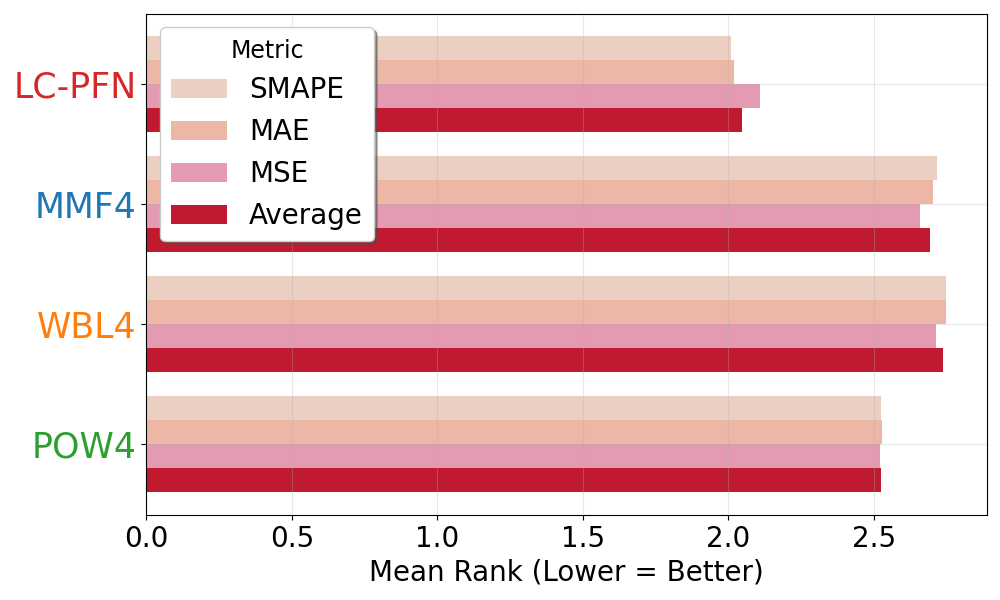 Metric
SMAPE
MAE
MSE
Average
LC-PFN
MMF4
WBL4
POW4
0.0 0.5 1.0 1.5 2.0 2.5
Mean Rank (Lower = Better)